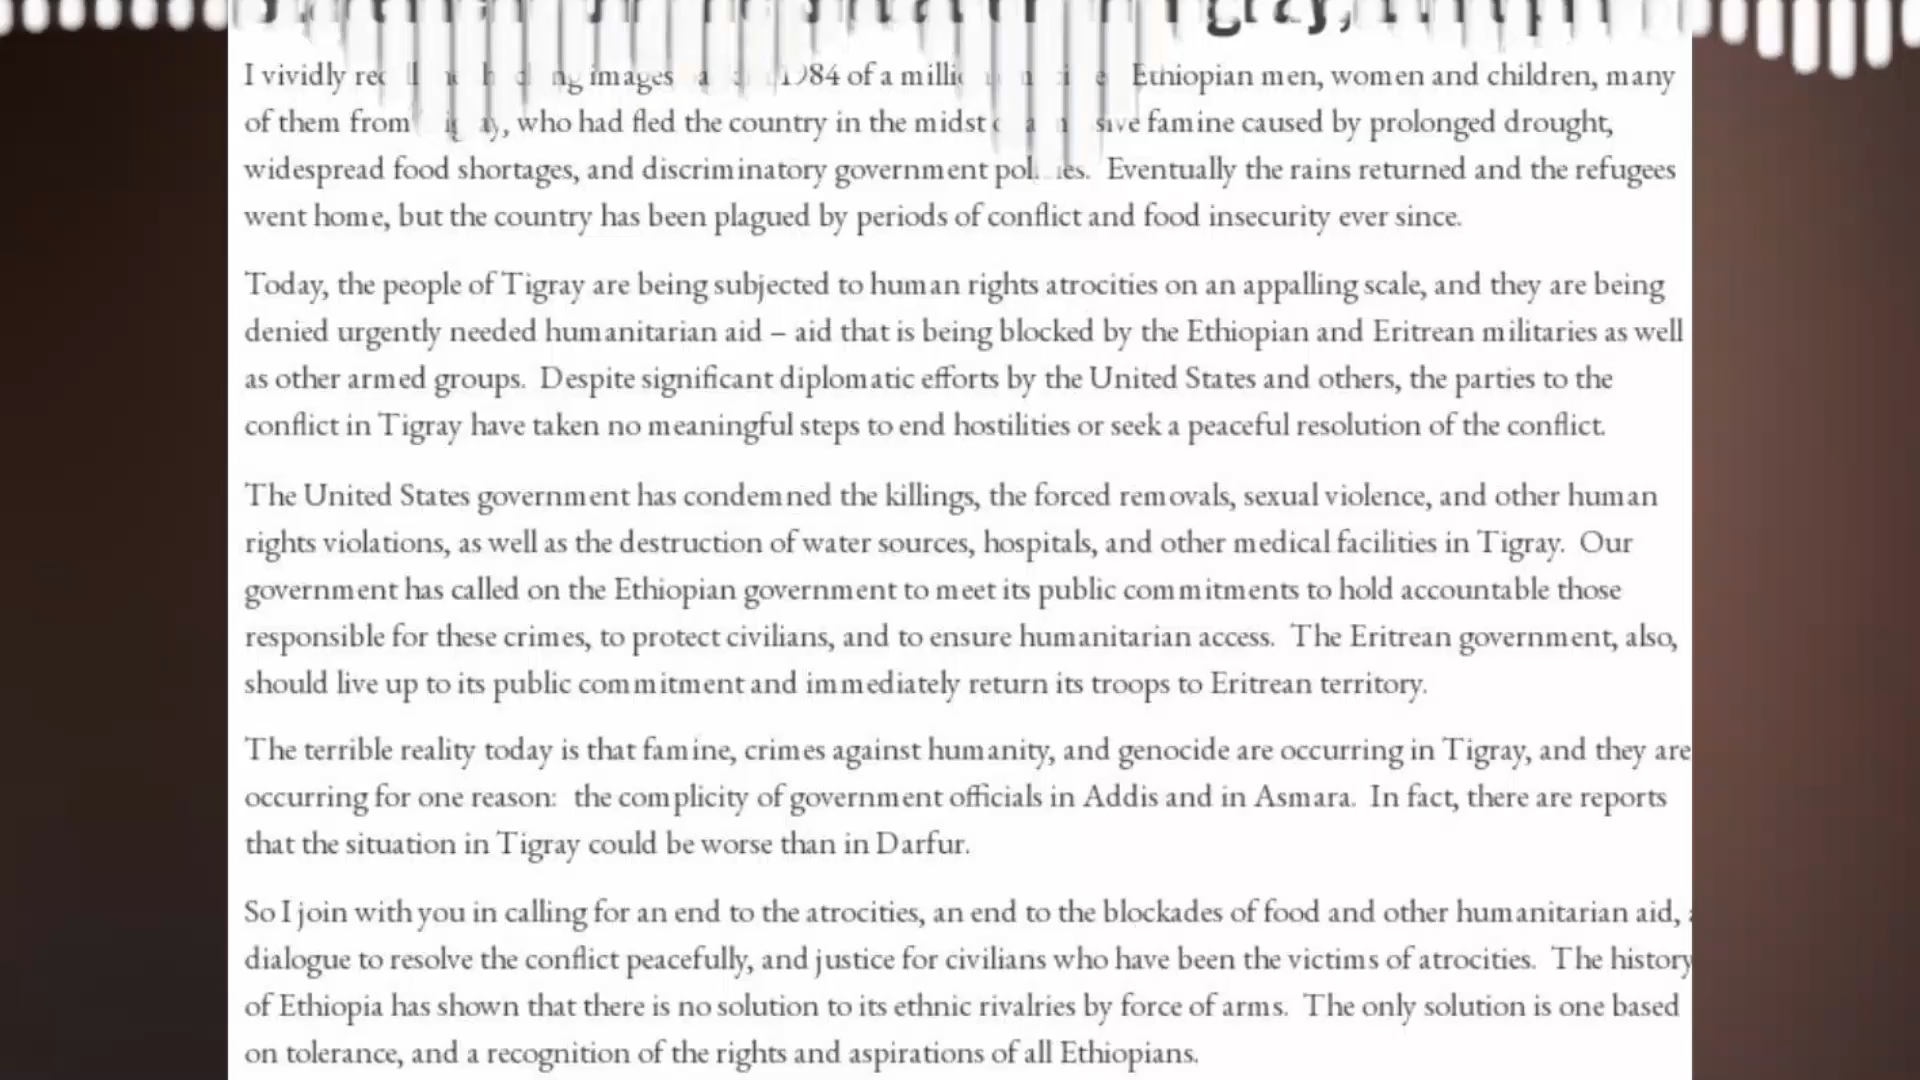 I vividly images 1984 of a Ethiopian men, women and children, many
of them from who had fled the country in the midst famine caused by prolonged drought,
widespread food shortages, and discriminatory government Eventually the rains returned and the refugees
went home, but the country has been plagued by periods of conflict and food insecurity ever since.
Today, the people of Tigray are being subjected to human rights atrocities on an appalling scale, and they are being
denied urgently needed humanitarian aid – aid that is being blocked by the Ethiopian and Eritrean militaries as well
as other armed groups. Despite significant diplomatic efforts by the United States and others, the parties to the
conflict in Tigray have taken no meaningful steps to end hostilities or seek a peaceful resolution of the conflict.
The United States government has condemned the killings, the forced removals, sexual violence, and other human
rights violations, as well as the destruction of water sources, hospitals, and other medical facilities in Tigray. Our
government has called on the Ethiopian government to meet its public commitments to hold accountable those
responsible for these crimes, to protect civilians, and to ensure humanitarian access. The Eritrean government, also,
should live up to its public commitment and immediately return its troops to Eritrean territory.
The terrible reality today is that famine, crimes against humanity, and genocide are occurring in Tigray, and they are
occurring for one reason: the complicity of government officials in Addis and in Asmara. In fact, there are reports
that the situation in Tigray could be worse than in Darfur.
So I join with you in calling for an end to the atrocities, an end to the blockades of food and other humanitarian aid,
dialogue to resolve the conflict peacefully, and justice for civilians who have been the victims of atrocities. The history
of Ethiopia has shown that there is no solution to its ethnic rivalries by force of arms. The only solution is one based
on tolerance, and a recognition of the rights and aspirations of all Ethiopians.